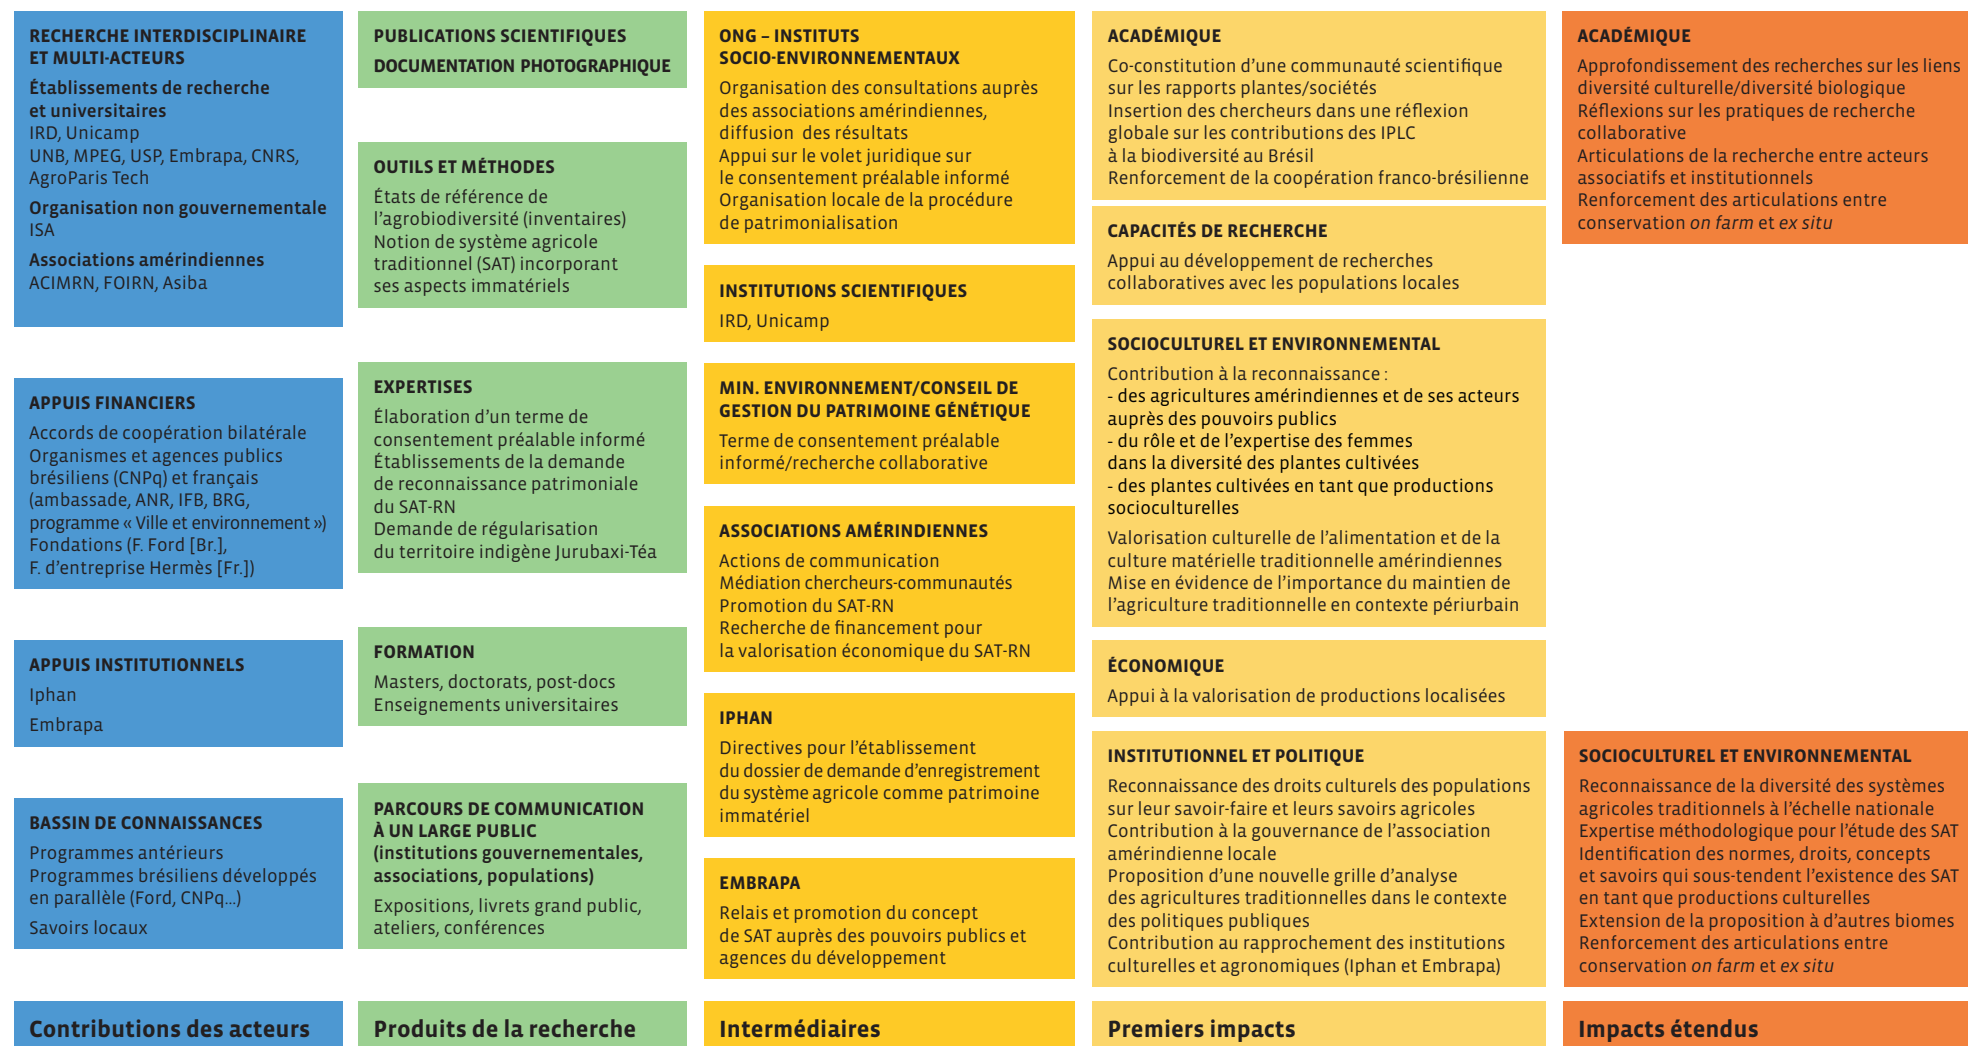 RECHERCHE INTERDISCIPLINAIRE
ET MULTI-ACTEURS
Établissements de recherche
et universitaires
IRD, Unicamp
UNB, MPEG, USP, Embrapa, CNRS,
AgroParis Tech
Organisation non gouvernementale
ISA
Associations amérindiennes
ACIMRN, FOIRN, Asiba
APPUIS FINANCIERS
Accords de coopération bilatérale
Organismes et agences publics
brésiliens (CNPq) et français
(ambassade, ANR, IFB, BRG,
programme « Ville et environnement »)
Fondations (F. Ford [Br.],
F. d'entreprise Hermès [Fr.])
APPUIS INSTITUTIONNELS
Iphan
Embrapa
BASSIN DE CONNAISSANCES
Programmes antérieurs
Programmes brésiliens développés
en parallèle (Ford, CNPq…)
Savoirs locaux
Contributions des acteurs
PUBLICATIONS SCIENTIFIQUES
DOCUMENTATION PHOTOGRAPHIQUE
OUTILS ET MÉTHODES
États de référence de
l'agrobiodiversité (inventaires)
Notion de système agricole
traditionnel (SAT) incorporant
ses aspects immatériels
EXPERTISES
Élaboration d'un terme de
consentement préalable informé
Établissements de la demande
de reconnaissance patrimoniale
du SAT-RN
Demande de régularisation
du territoire indigène Jurubaxi-Téa
FORMATION
Masters, doctorats, post-docs
Enseignements universitaires
PARCOURS DE COMMUNICATION
À UN LARGE PUBLIC
(institutions gouvernementales,
associations, populations)
Expositions, livrets grand public,
ateliers, conférences
Produits de la recherche
ONG – INSTITUTS
SOCIO-ENVIRONNEMENTAUX
Organisation des consultations auprès
des associations amérindiennes,
diffusion des résultats
Appui sur le volet juridique sur
le consentement préalable informé
Organisation locale de la procédure
de patrimonialisation
INSTITUTIONS SCIENTIFIQUES
IRD, Unicamp
MIN. ENVIRONNEMENT/CONSEIL DE
GESTION DU PATRIMOINE GÉNÉTIQUE
Terme de consentement préalable
informé/recherche collaborative
ASSOCIATIONS AMÉRINDIENNES
Actions de communication
Médiation chercheurs-communautés
Promotion du SAT-RN
Recherche de financement pour
la valorisation économique du SAT-RN
IPHAN
Directives pour l'établissement
du dossier de demande d'enregistrement
du système agricole comme patrimoine
immatériel
EMBRAPA
Relais et promotion du concept
de SAT auprès des pouvoirs publics et
agences du développement
Intermédiaires
ACADÉMIQUE
Co-constitution d'une communauté scientifique
sur les rapports plantes/sociétés
Insertion des chercheurs dans une réflexion
globale sur les contributions des IPLC
à la biodiversité au Brésil
Renforcement de la coopération franco-brésilienne
CAPACITÉS DE RECHERCHE
Appui au développement de recherches
collaboratives avec les populations locales
SOCIOCULTUREL ET ENVIRONNEMENTAL
Contribution à la reconnaissance :
- des agricultures amérindiennes et de ses acteurs
auprès des pouvoirs publics
- du rôle et de l'expertise des femmes
dans la diversité des plantes cultivées
- des plantes cultivées en tant que productions
socioculturelles
Valorisation culturelle de l'alimentation et de la
culture matérielle traditionnelle amérindiennes
Mise en évidence de l'importance du maintien de
l'agriculture traditionnelle en contexte périurbain
ÉCONOMIQUE
Appui à la valorisation de productions localisées
INSTITUTIONNEL ET POLITIQUE
Reconnaissance des droits culturels des populations
sur leur savoir-faire et leurs savoirs agricoles
Contribution à la gouvernance de l'association
amérindienne locale
Proposition d'une nouvelle grille d'analyse
des agricultures traditionnelles dans le contexte
des politiques publiques
Contribution au rapprochement des institutions
culturelles et agronomiques (Iphan et Embrapa)
Premiers impacts
ACADÉMIQUE
Approfondissement des recherches sur les liens
diversité culturelle/diversité biologique
Réflexions sur les pratiques de recherche
collaborative
Articulations de la recherche entre acteurs
associatifs et institutionnels
Renforcement des articulations entre
conservation on farm et ex situ
SOCIOCULTUREL ET ENVIRONNEMENTAL
Reconnaissance de la diversité des systèmes
agricoles traditionnels à l'échelle nationale
Expertise méthodologique pour l'étude des SAT
Identification des normes, droits, concepts
et savoirs qui sous-tendent l'existence des SAT
en tant que productions culturelles
Extension de la proposition à d'autres biomes
Renforcement des articulations entre
conservation on farm et ex situ
Impacts étendus